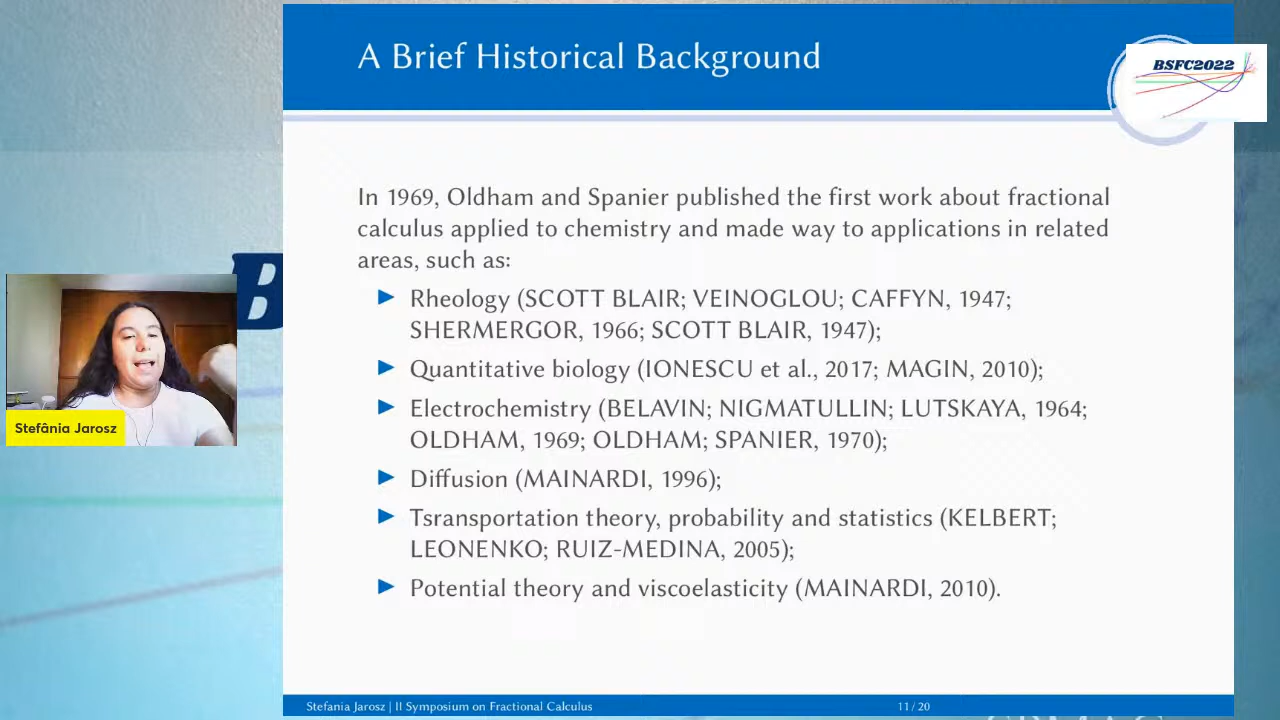 A Brief Historical Background
BSFC2022
In 1969, Oldham and Spanier published the first work about fractional
calculus applied to chemistry and made way to applications in related
areas, such as:
Rheology (SCOTT BLAIR; VEINOGLOU; CAFFYN, 1947;
SHERMERGOR, 1966; SCOTT BLAIR, 1947);
Quantitative biology (IONESCU et al., 2017; MAGIN, 2010);
Electrochemistry (BELAVIN; NIGMATULLIN; LUTSKAYA, 1964;
OLDHAM, 1969; OLDHAM; SPANIER, 1970);
Diffusion (MAINARDI, 1996);
Tsransportation theory, probability and statistics (KELBERT;
LEONENKO; RUIZ-MEDINA, 2005);
Potential theory and viscoelasticity (MAINARDI, 2010).
B
Stefânia Jarosz
Stefania Jarosz | II Symposium on Fractional Calculus
11 / 20